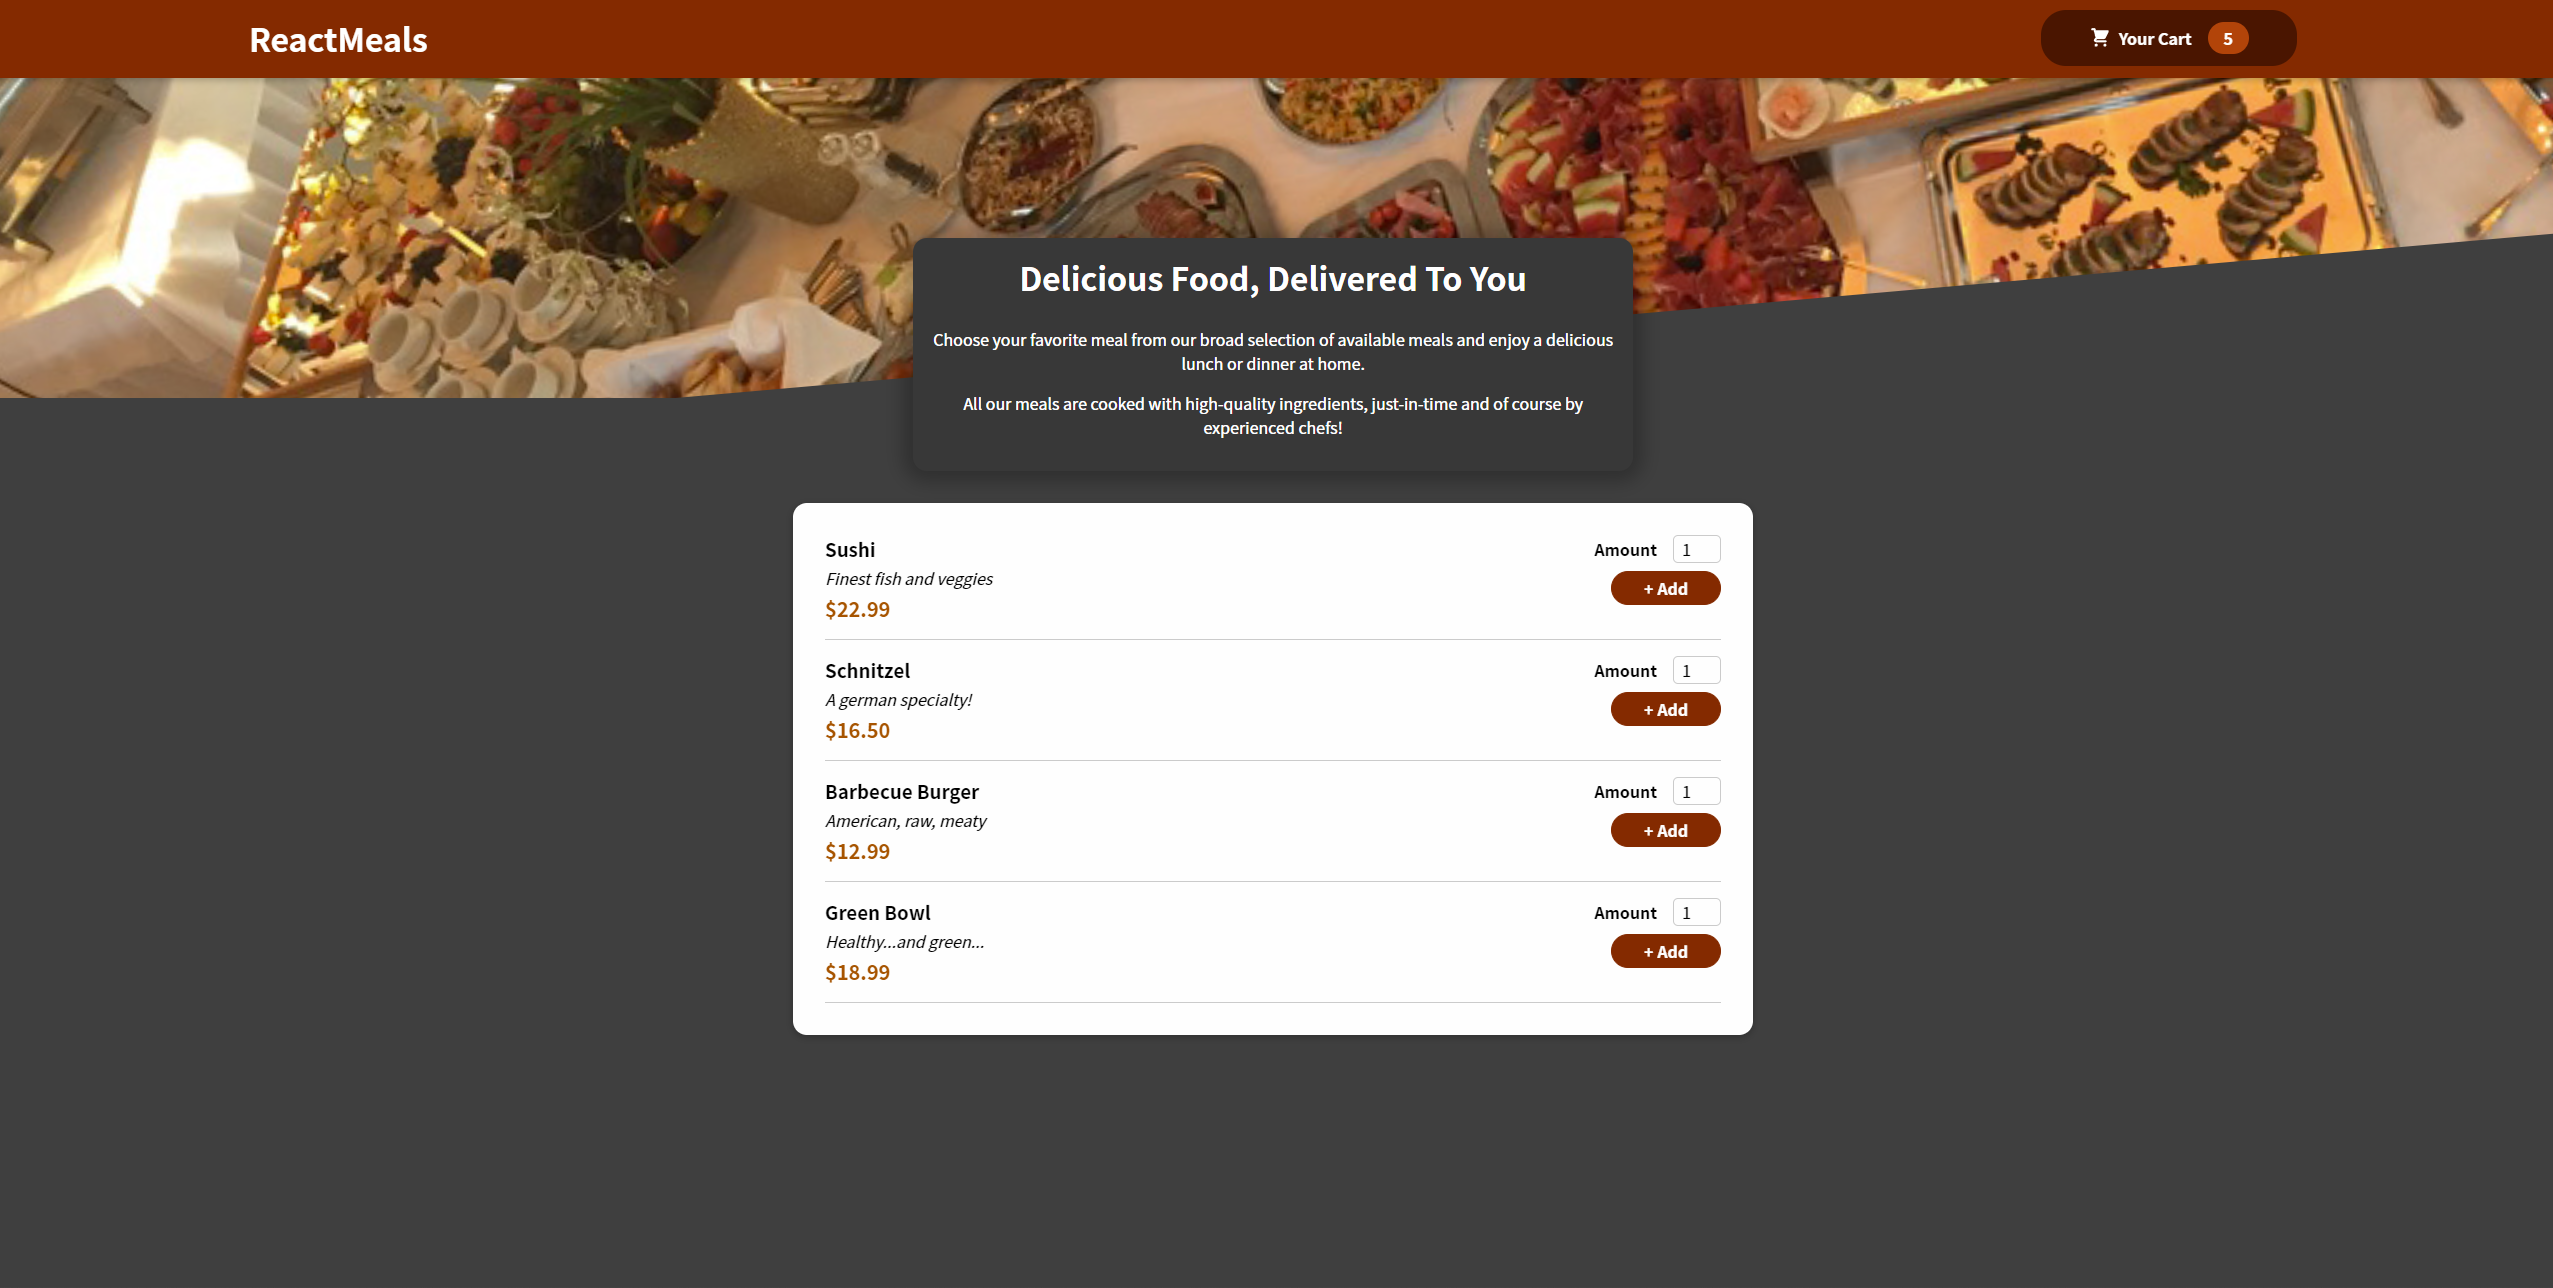 ReactMeals
Your Cart 5
Delicious Food, Delivered To You
Choose your favorite meal from our broad selection of available meals and enjoy a delicious
lunch or dinner at home.
All our meals are cooked with high-quality ingredients, just-in-time and of course by
experienced chefs!
Sushi
Finest fish and veggies
$22.99
Amount 1
+ Add
Schnitzel
A german specialty!
$16.50
Amount 1
+ Add
Barbecue Burger
American, raw, meaty
$12.99
Amount 1
+ Add
Green Bowl
Healthy...and green...
$18.99
Amount 1
+ Add